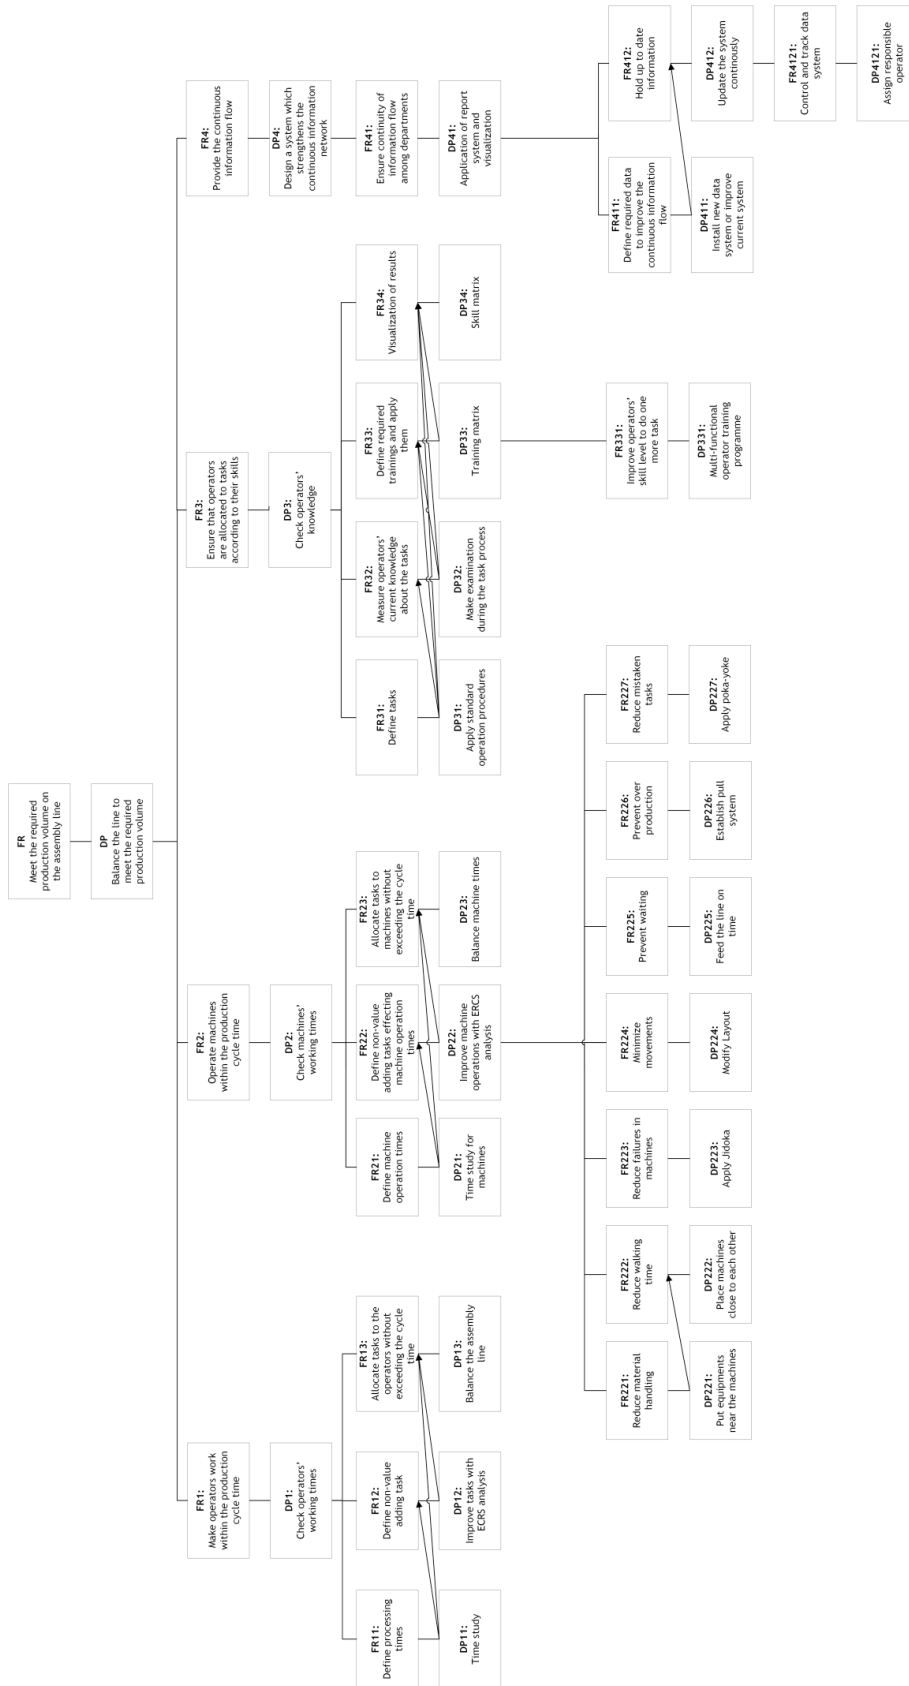 FR
Meet the required
production volume on
the assembly line
DP
Balance the line to
meet the required
production volume
FR1:
Make operators work
within the production
cycle time
DP1:
Check operators'
working times
FR11:
Define processing
times
DP11:
Time study
FR12:
Define non-value
adding task
DP12:
Improve tasks with
ECRS analysis
FR13:
Allocate tasks to the
operators without
exceeding the cycle
time
DP13:
Balance the assembly
line
FR2:
Operate machines
within the production
cycle time
DP2:
Check machines'
working times
FR21:
Define machine
operation times
DP21:
Time study for
machines
FR22:
Define non-value
adding tasks effecting
machine operation
times
DP22:
Improve machine
operations with ERCS
analysis
FR23:
Allocate tasks to
machines without
exceeding the cycle
time
DP23:
Balance machine times
FR221:
Reduce material
handling
DP221:
Put equipments
near the machines
FR222:
Reduce walking
time
DP222:
Place machines
close to each other
FR223:
Reduce failures in
machines
DP223:
Apply Jidoka
FR224:
Minimize
movements
DP224:
Modify Layout
FR225:
Prevent waiting
DP225:
Feed the line on
time
FR226:
Prevent over
production
DP226:
Establish pull
system
FR227:
Reduce mistaken
tasks
DP227:
Apply poka-yoke
FR3:
Ensure that operators
are allocated to tasks
according to their skills
DP3:
Check operators'
knowledge
FR31:
Define tasks
DP31:
Apply standard
operation procedures
FR32:
Measure operators'
current knowledge
about the tasks
DP32:
Make examination
during the task process
FR33:
Define required
trainings and apply
them
DP33:
Training matrix
FR34:
Visualization of results
DP34:
Skill matrix
FR331:
Improve operators'
skill level to do one
more task
DP331:
Multi-functional
operator training
programme
FR4:
Provide the continuous
information flow
DP4:
Design a system which
strengthens the
continuous information
network
FR41:
Ensure continuity of
information flow
among departments
DP41:
Application of report
system and
visualization
FR411:
Define required data
to improve the
continuous information
flow
DP411:
Install new data
system or improve
current system
FR412:
Hold up to date
information
DP412:
Update the system
continously
FR4121:
Control and track data
system
DP4121:
Assign responsible
operator